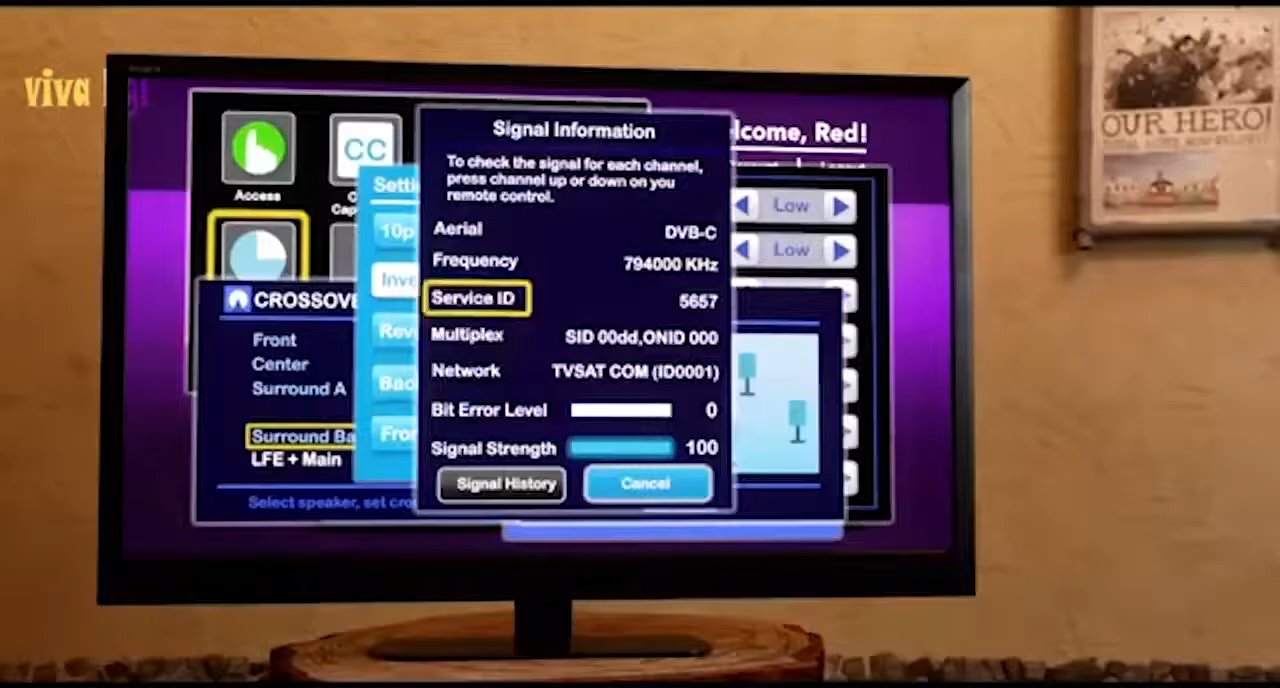 viva
Access
CC
Signal Information
To check the signal for each channel,
press channel up or down on you
remote control.
Aerial DVB-C
Frequency 794000 KHz
Service ID 5657
Multiplex SID 00dd,ONID 000
Network TVSAT COM (ID0001)
Bit Error Level 0
Signal Strength 100
Signal History Cancel
Setti
10p
Inve
Rev
Bac
Fron
lcome, Red!
Low
Low
CROSSOVE
Front
Center
Surround A
Surround Ba
LFE + Main
Select speaker, set cro
OUR HERO!